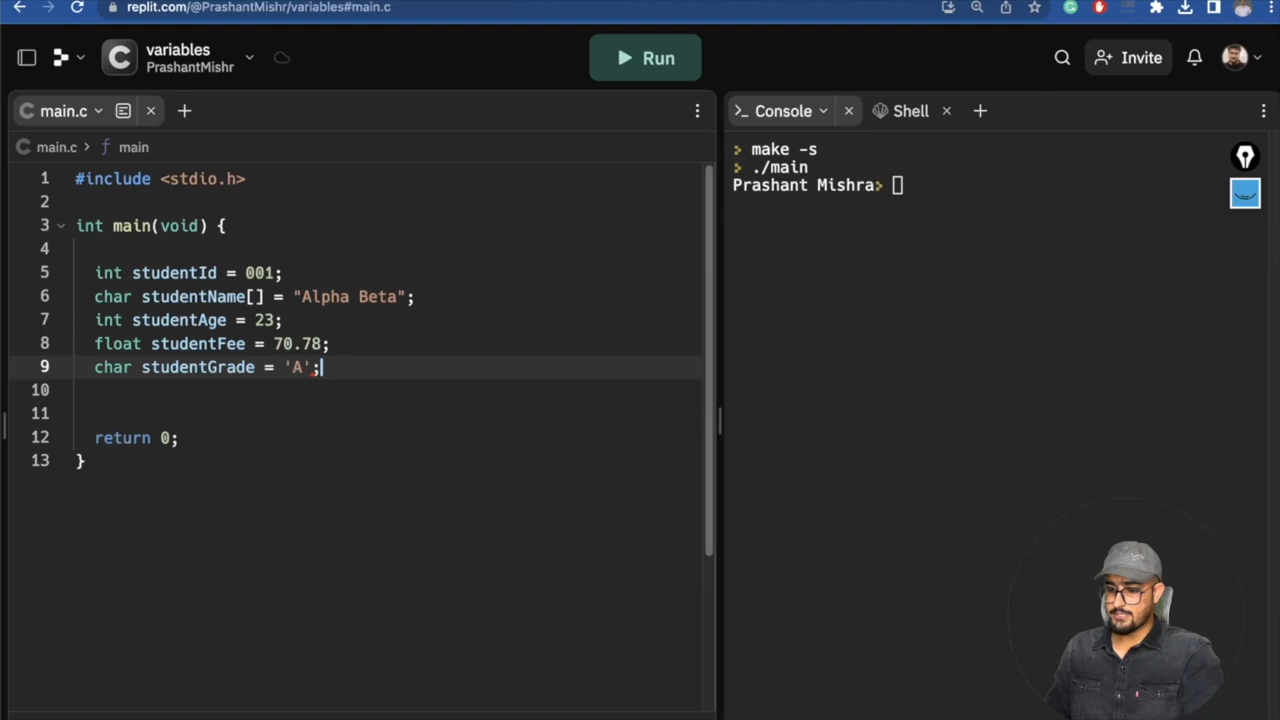 replit.com/@PrashantMishr/variables#main.c
C variables
PrashantMishr
Run
Invite
C main.c
>_ Console
Shell
C main.c > f main
1 #include <stdio.h>
2
3 int main(void) {
4
5 int studentId = 001;
6 char studentName[] = "Alpha Beta";
7 int studentAge = 23;
8 float studentFee = 70.78;
9 char studentGrade = 'A';
10
11
12 return 0;
13 }
> make -s
> ./main
Prashant Mishra>